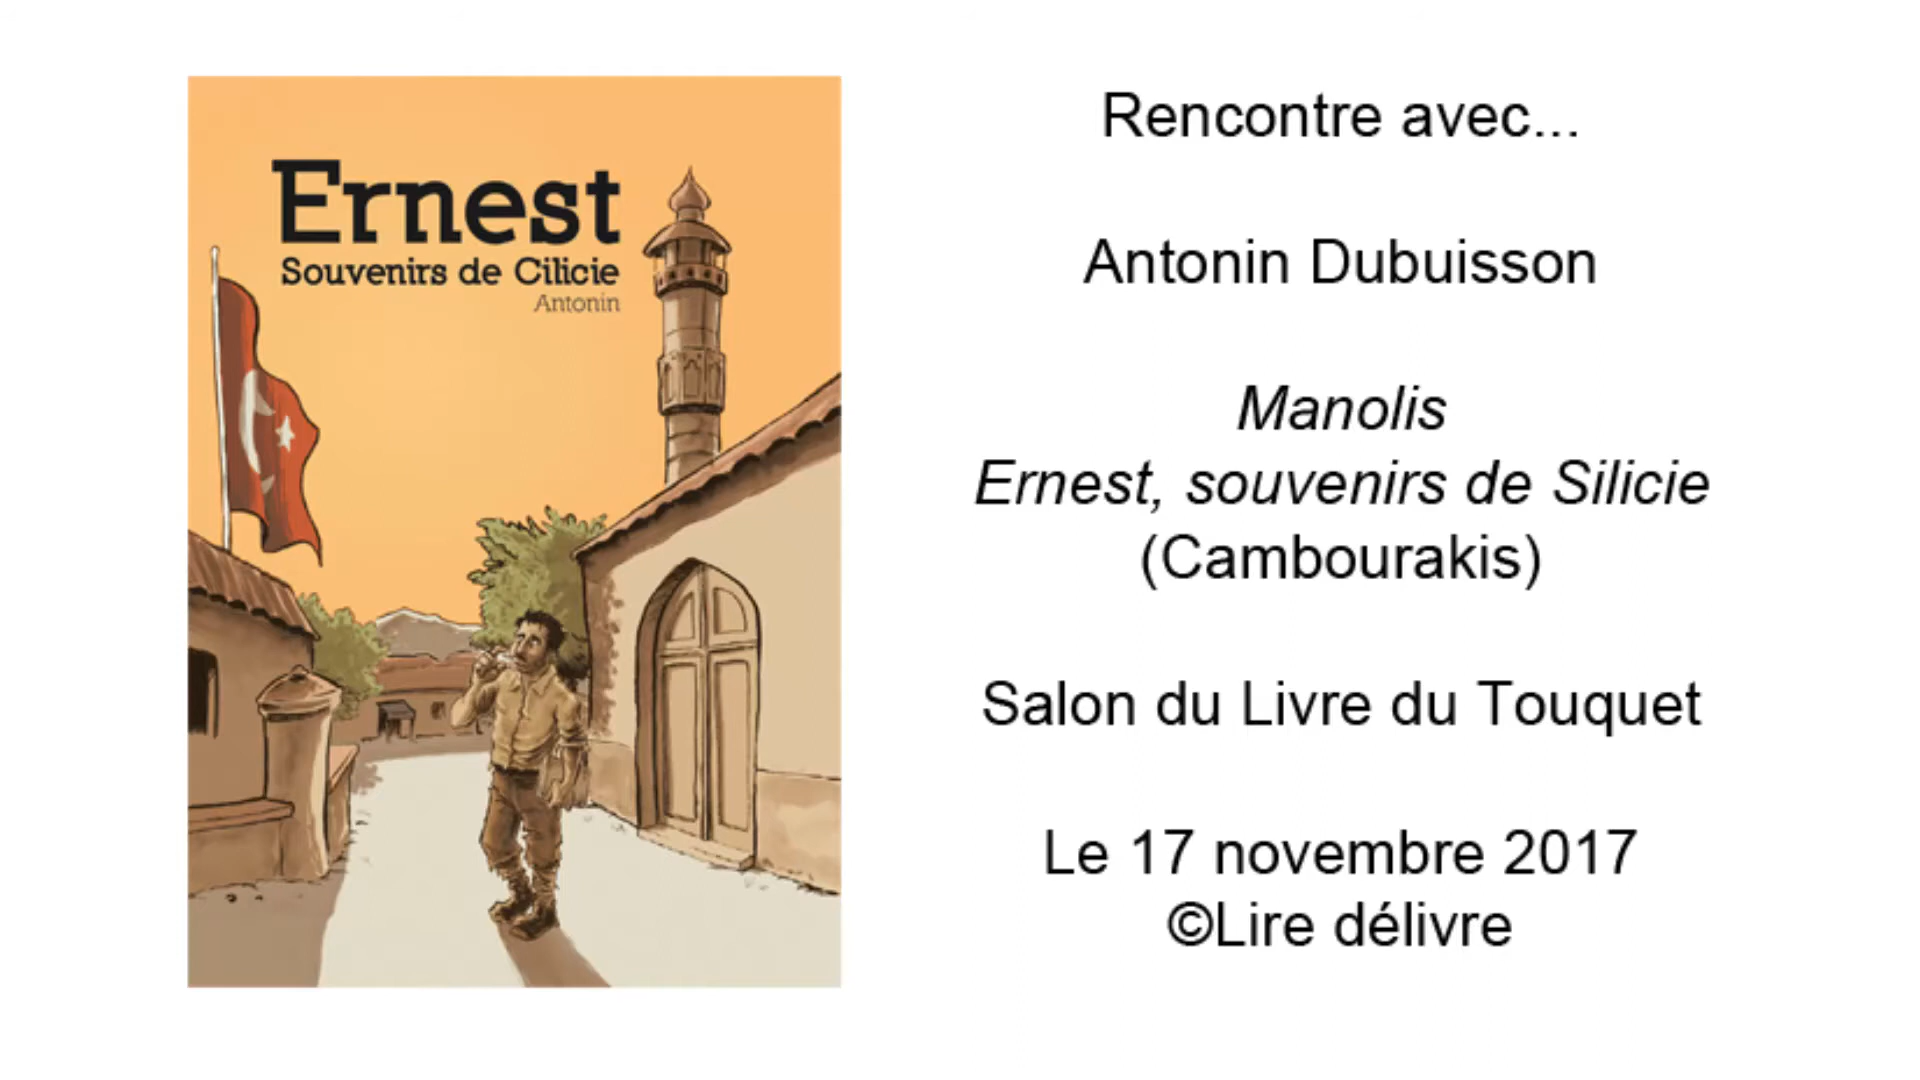 Ernest
Souvenirs de Cilicie
Antonin
Rencontre avec...
Antonin Dubuisson
Manolis
Ernest, souvenirs de Silicie
(Cambourakis)
Salon du Livre du Touquet
Le 17 novembre 2017
©Lire délivre